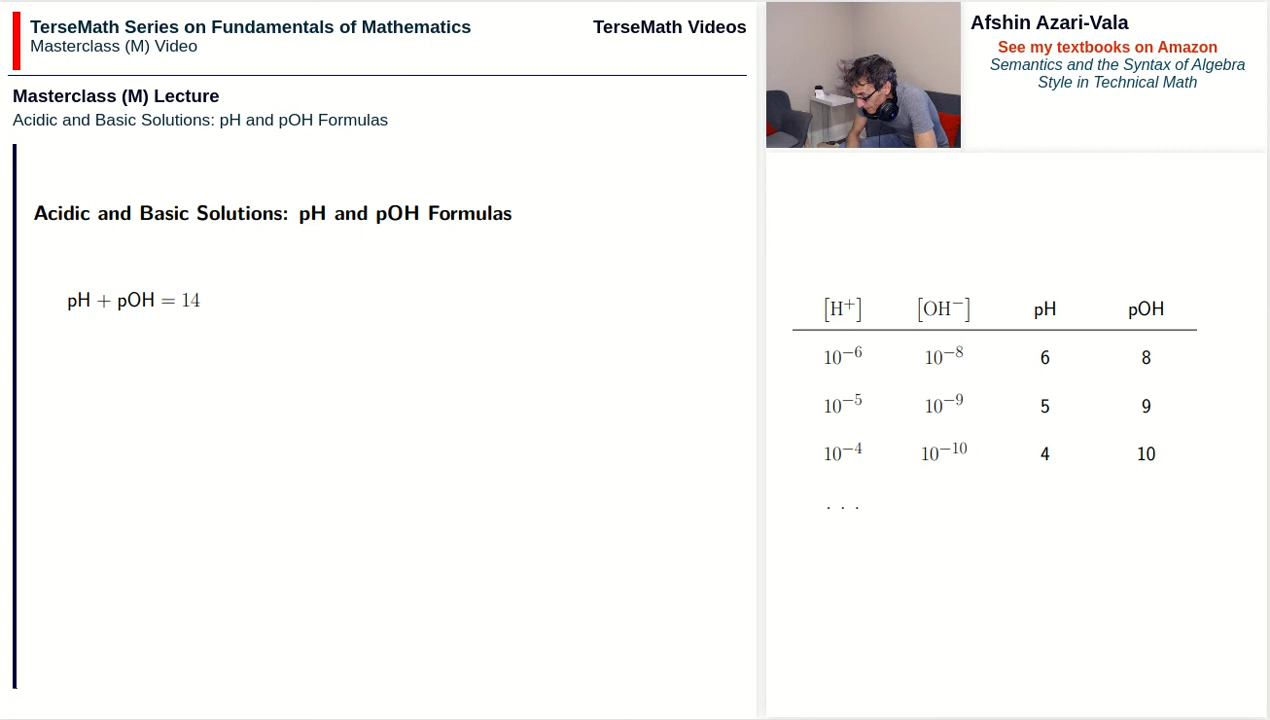 TerseMath Series on Fundamentals of Mathematics
Masterclass (M) Video
TerseMath Videos
Masterclass (M) Lecture
Acidic and Basic Solutions: pH and pOH Formulas
Acidic and Basic Solutions: pH and pOH Formulas
pH + pOH = 14
Afshin Azari-Vala
See my textbooks on Amazon
Semantics and the Syntax of Algebra
Style in Technical Math
[H⁺] [OH⁻] pH pOH
10⁻⁶ 10⁻⁸ 6 8
10⁻⁵ 10⁻⁹ 5 9
10⁻⁴ 10⁻¹⁰ 4 10
. . .